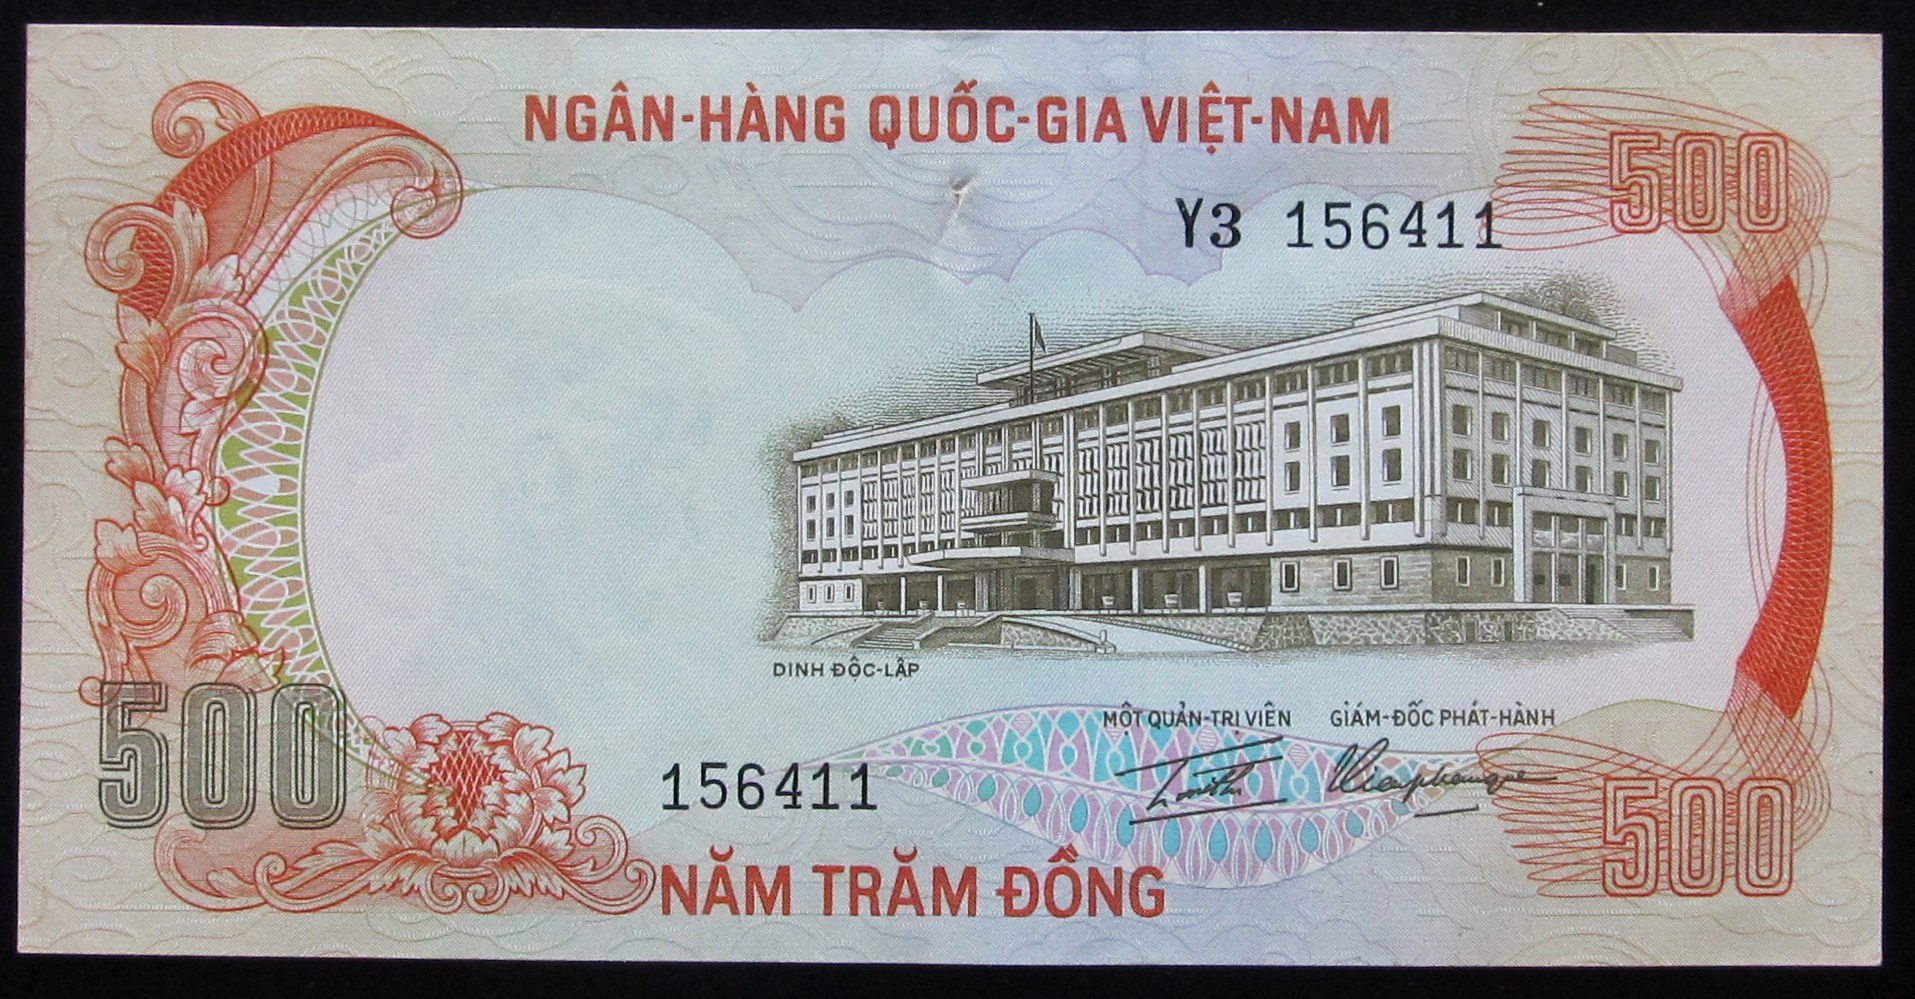 NGÂN-HÀNG QUỐC-GIA VIỆT-NAM
500
Y3 156411
DINH ĐỘC-LẬP
MỘT QUẢN-TRỊ VIÊN GIÁM-ĐỐC PHÁT-HÀNH
500
156411
500
NĂM TRĂM ĐỒNG